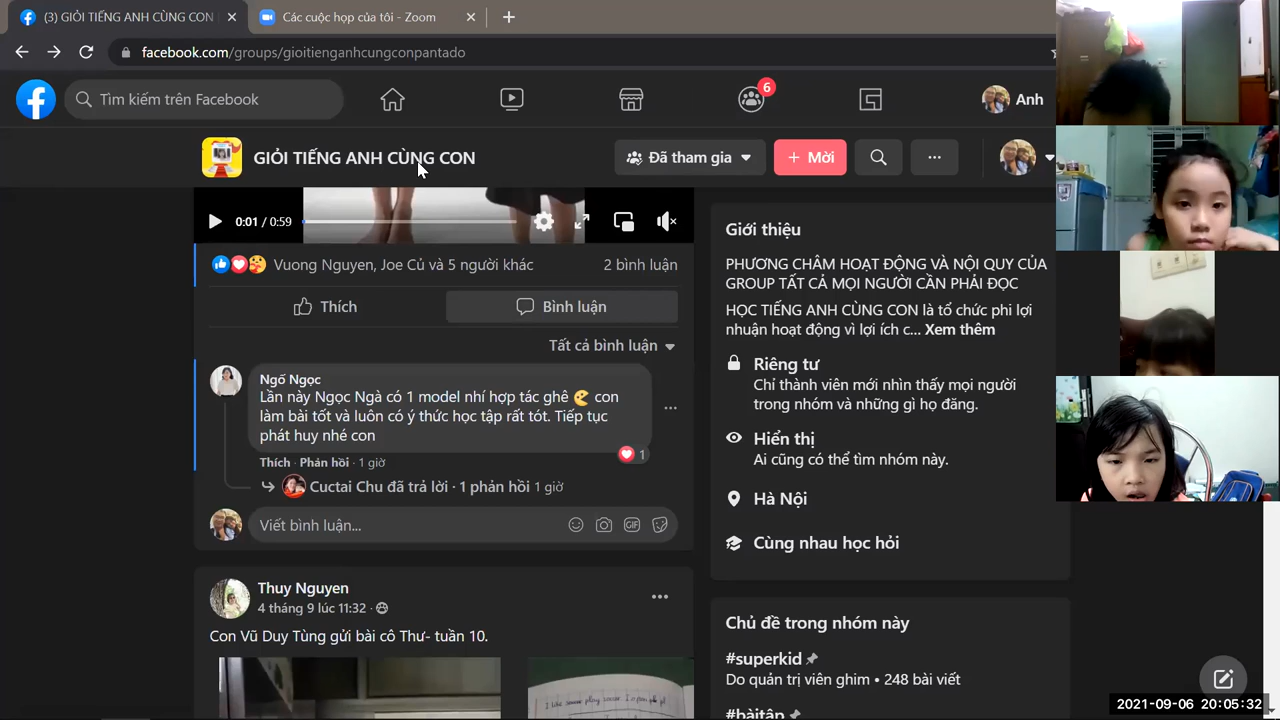 (3) GIỎI TIẾNG ANH CÙNG CON
Các cuộc họp của tôi - Zoom
facebook.com/groups/gioitienganhcungconpantado
Tìm kiếm trên Facebook
6
Anh
GIỎI TIẾNG ANH CÙNG CON
Đã tham gia
+ Mời
0:01 / 0:59
Vuong Nguyen, Joe Củ và 5 người khác
2 bình luận
Thích
Bình luận
Tất cả bình luận
Ngố Ngọc
Lần này Ngọc Ngà có 1 model nhí hợp tác ghê con
làm bài tốt và luôn có ý thức học tập rất tót. Tiếp tục
phát huy nhé con
1
Thích · Phản hồi · 1 giờ
Cuctai Chu đã trả lời · 1 phản hồi 1 giờ
Viết bình luận...
GIF
Thuy Nguyen
4 tháng 9 lúc 11:32 ·
Con Vũ Duy Tùng gửi bài cô Thư- tuần 10.
Giới thiệu
PHƯƠNG CHÂM HOẠT ĐỘNG VÀ NỘI QUY CỦA
GROUP TẤT CẢ MỌI NGƯỜI CẦN PHẢI ĐỌC
HỌC TIẾNG ANH CÙNG CON là tổ chức phi lợi
nhuận hoạt động vì lợi ích c... Xem thêm
Riêng tư
Chỉ thành viên mới nhìn thấy mọi người
trong nhóm và những gì họ đăng.
Hiển thị
Ai cũng có thể tìm nhóm này.
Hà Nội
Cùng nhau học hỏi
Chủ đề trong nhóm này
#superkid
Do quản trị viên ghim • 248 bài viết
#bàitập
2021-09-06 20:05:32